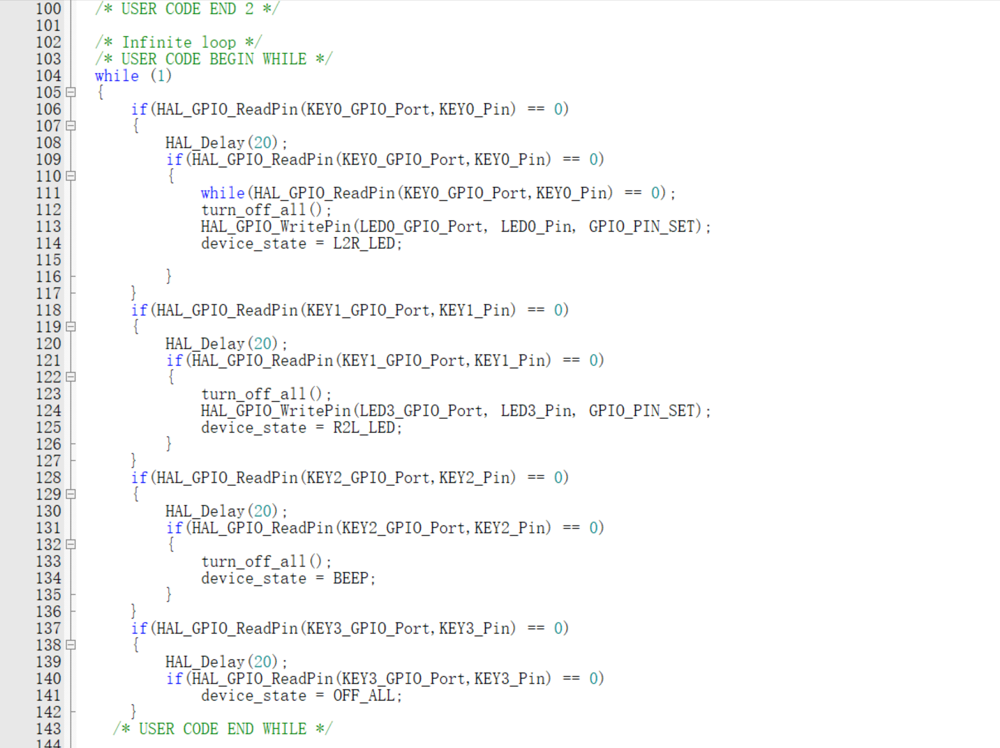 100 /* USER CODE END 2 */
101
102 /* Infinite loop */
103 /* USER CODE BEGIN WHILE */
104 while (1)
105 {
106 if(HAL_GPIO_ReadPin(KEY0_GPIO_Port,KEY0_Pin) == 0)
107 {
108 HAL_Delay(20);
109 if(HAL_GPIO_ReadPin(KEY0_GPIO_Port,KEY0_Pin) == 0)
110 {
111 while(HAL_GPIO_ReadPin(KEY0_GPIO_Port,KEY0_Pin) == 0);
112 turn_off_all();
113 HAL_GPIO_WritePin(LED0_GPIO_Port, LED0_Pin, GPIO_PIN_SET);
114 device_state = L2R_LED;
115
116 }
117 }
118 if(HAL_GPIO_ReadPin(KEY1_GPIO_Port,KEY1_Pin) == 0)
119 {
120 HAL_Delay(20);
121 if(HAL_GPIO_ReadPin(KEY1_GPIO_Port,KEY1_Pin) == 0)
122 {
123 turn_off_all();
124 HAL_GPIO_WritePin(LED3_GPIO_Port, LED3_Pin, GPIO_PIN_SET);
125 device_state = R2L_LED;
126 }
127 }
128 if(HAL_GPIO_ReadPin(KEY2_GPIO_Port,KEY2_Pin) == 0)
129 {
130 HAL_Delay(20);
131 if(HAL_GPIO_ReadPin(KEY2_GPIO_Port,KEY2_Pin) == 0)
132 {
133 turn_off_all();
134 device_state = BEEP;
135 }
136 }
137 if(HAL_GPIO_ReadPin(KEY3_GPIO_Port,KEY3_Pin) == 0)
138 {
139 HAL_Delay(20);
140 if(HAL_GPIO_ReadPin(KEY3_GPIO_Port,KEY3_Pin) == 0)
141 device_state = OFF_ALL;
142 }
143 /* USER CODE END WHILE */
144